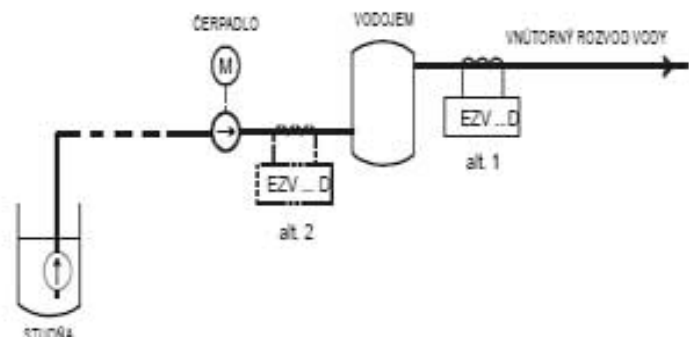 ČERPADLO
VODOJEM
VNÚTORNÝ ROZVOD VODY
M
EZV ... D
alt. 1
EZV ... D
alt. 2
STUDŇA